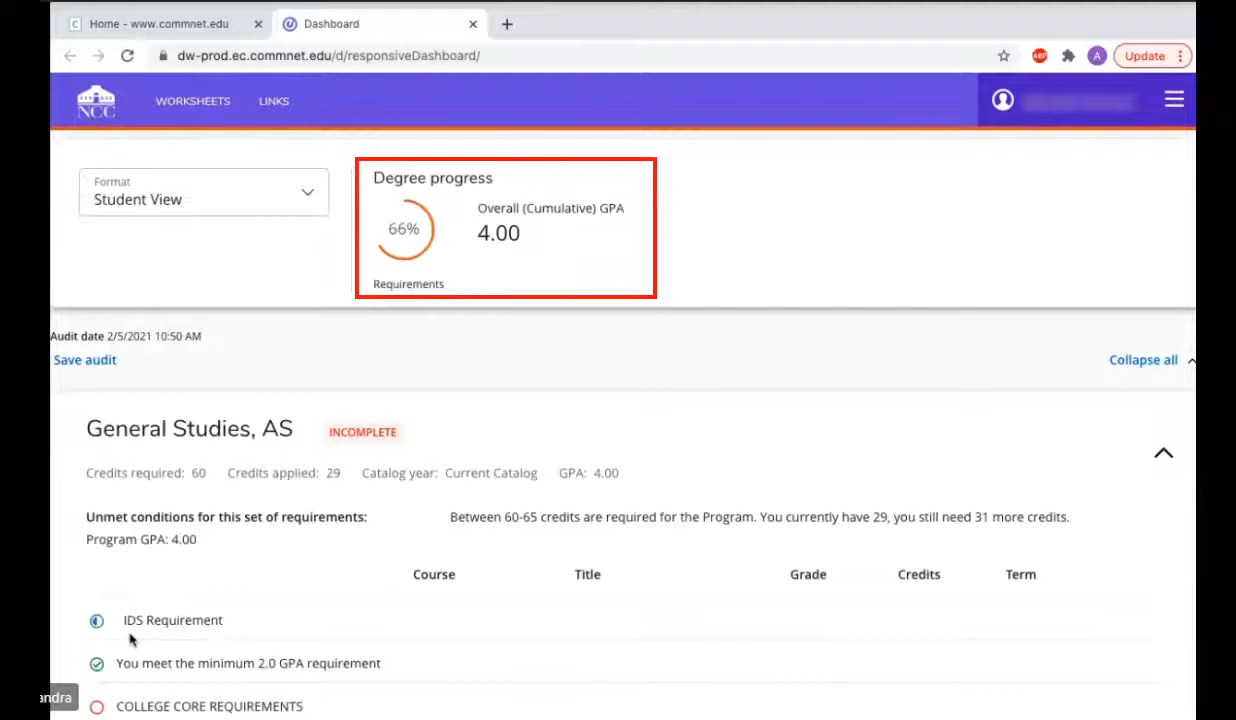 Home - www.commnet.edu
Dashboard
dw-prod.ec.commnet.edu/d/responsiveDashboard/
ABP
A
Update
NCC
WORKSHEETS
LINKS
Format
Student View
Degree progress
66%
Overall (Cumulative) GPA
4.00
Requirements
Audit date 2/5/2021 10:50 AM
Save audit
Collapse all
General Studies, AS INCOMPLETE
Credits required: 60 Credits applied: 29 Catalog year: Current Catalog GPA: 4.00
Unmet conditions for this set of requirements: Between 60-65 credits are required for the Program. You currently have 29, you still need 31 more credits.
Program GPA: 4.00
Course Title Grade Credits Term
IDS Requirement
You meet the minimum 2.0 GPA requirement
andra
COLLEGE CORE REQUIREMENTS